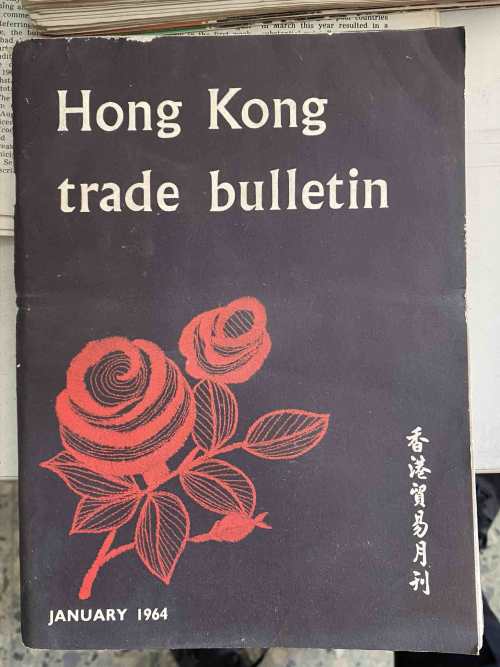 Hong Kong
trade bulletin
香港貿易月刊
JANUARY 1964